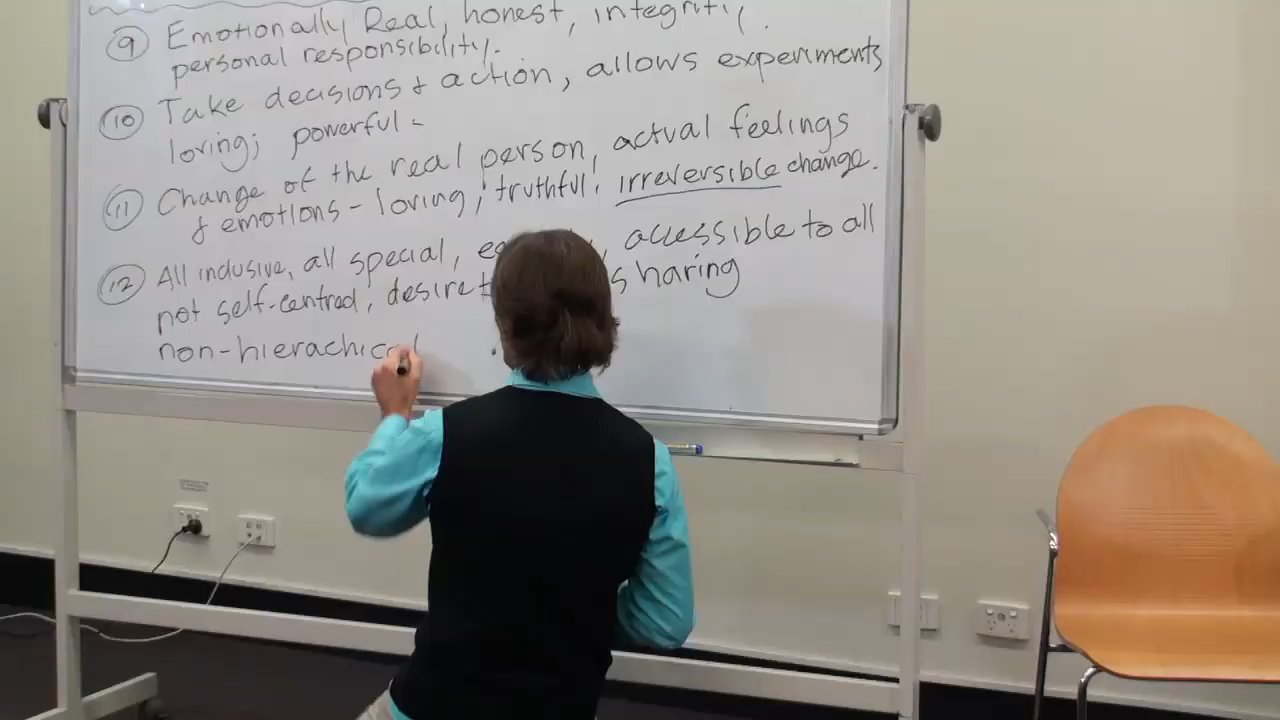 9 Emotionally Real, honest, integrity,
personal responsibility.
10 Take decisions & action, allows experiments
loving; powerful.
11 Change of the real person, actual feelings
& emotions - loving; truthful. irreversible change.
12 All inclusive, all special, accessible to all
not self-centred, desire sharing
non-hierachical